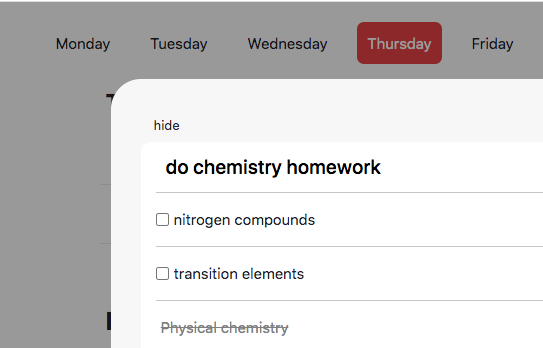 Monday Tuesday Wednesday Thursday Friday
hide
do chemistry homework
nitrogen compounds
transition elements
Physical chemistry